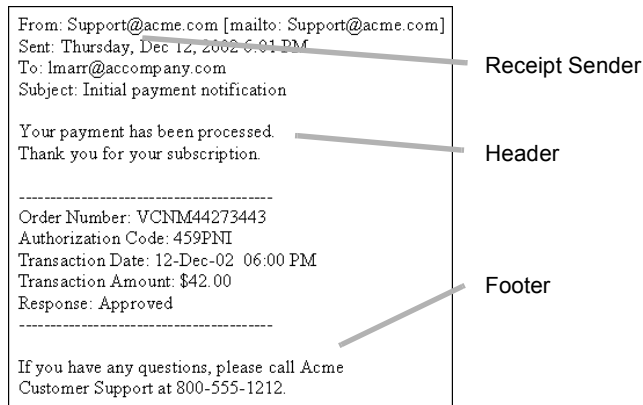 From: Support@acme.com [mailto: Support@acme.com]
Sent: Thursday, Dec 12, 2002 6:01 PM
To: lmarr@accompany.com
Subject: Initial payment notification
Receipt Sender
Your payment has been processed.
Thank you for your subscription.
Header
-----------------------------------------
Order Number: VCNM44273443
Authorization Code: 459PNI
Transaction Date: 12-Dec-02 06:00 PM
Transaction Amount: $42.00
Response: Approved
-----------------------------------------
Footer
If you have any questions, please call Acme
Customer Support at 800-555-1212.